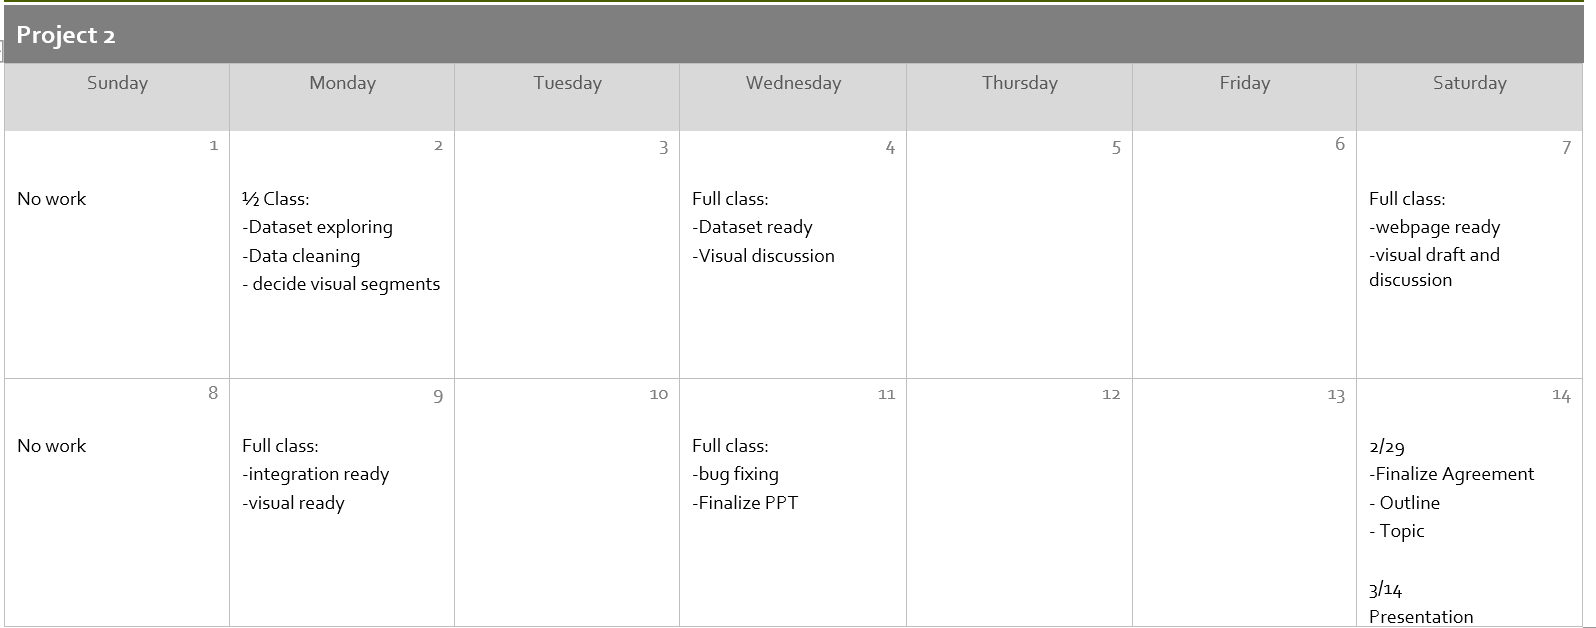 Project 2
Sunday Monday Tuesday Wednesday Thursday Friday Saturday
1 2 3 4 5 6 7
No work
½ Class:
-Dataset exploring
-Data cleaning
- decide visual segments
Full class:
-Dataset ready
-Visual discussion
Full class:
-webpage ready
-visual draft and
discussion
8 9 10 11 12 13 14
No work
Full class:
-integration ready
-visual ready
Full class:
-bug fixing
-Finalize PPT
2/29
-Finalize Agreement
- Outline
- Topic
3/14
Presentation